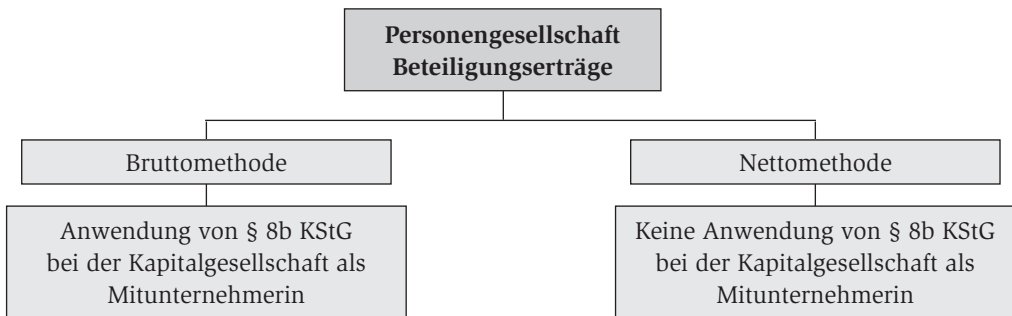 Personengesellschaft
Beteiligungserträge
Bruttomethode
Nettomethode
Anwendung von § 8b KStG
bei der Kapitalgesellschaft als
Mitunternehmerin
Keine Anwendung von § 8b KStG
bei der Kapitalgesellschaft als
Mitunternehmerin